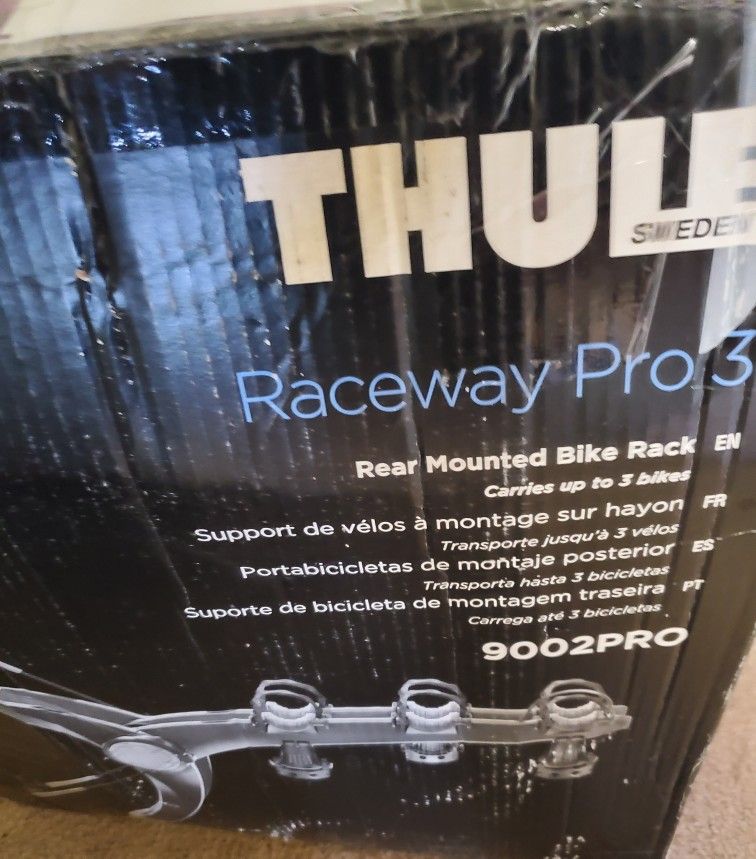 THULE
SWEDEN
Raceway Pro 3
Rear Mounted Bike Rack EN
Carries up to 3 bikes
Support de vélos à montage sur hayon FR
Transporte jusqu'à 3 vélos
Portabicicletas de montaje posterior ES
Transporta hasta 3 bicicletas
Suporte de bicicleta de montagem traseira PT
Carrega até 3 bicicletas
9002PRO